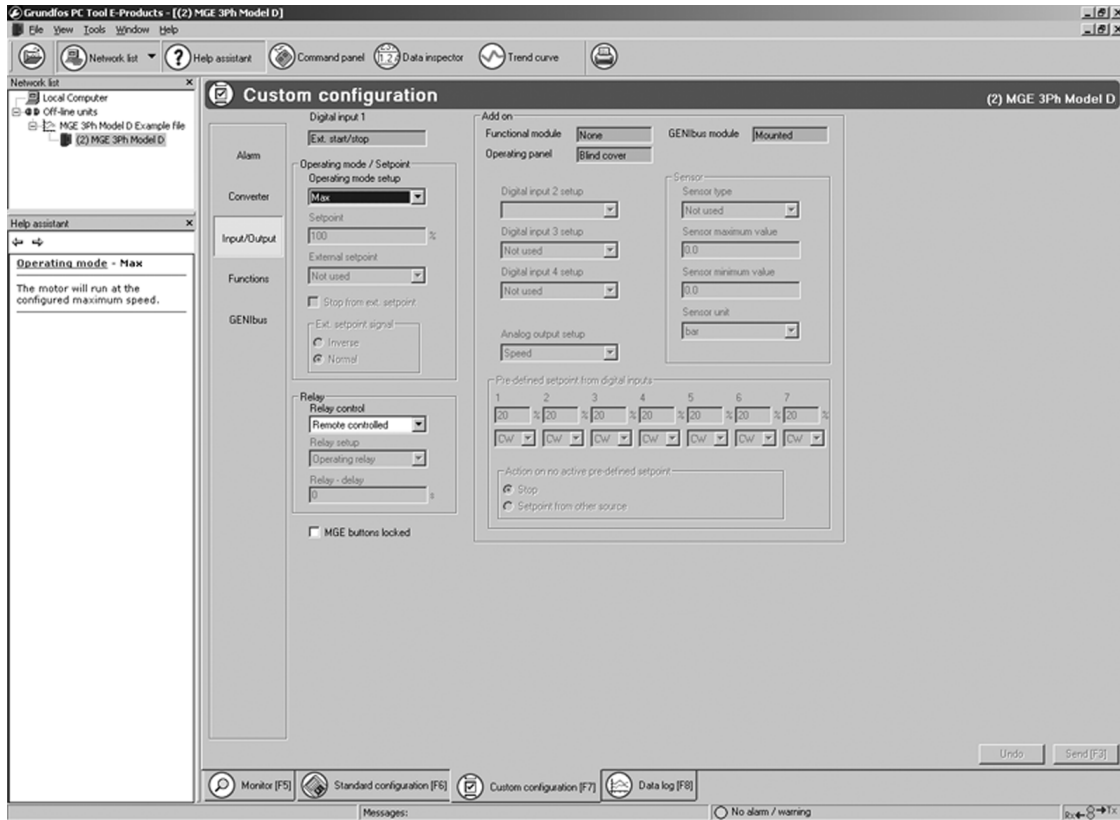 Grundfos PC Tool E-Products - [(2) MGE 3Ph Model D]
File View Tools Window Help
Network list Help assistant Command panel Data inspector Trend curve
Network list
Local Computer
Off-line units
MGE 3Ph Model D Example file
(2) MGE 3Ph Model D
Help assistant
Operating mode - Max
The motor will run at the
configured maximum speed.
Custom configuration
(2) MGE 3Ph Model D
Alarm
Converter
Input/Output
Functions
GENIbus
Digital input 1
Ext. start/stop
Operating mode / Setpoint
Operating mode setup
Max
Setpoint
100 %
External setpoint
Not used
Stop from ext. setpoint
Ext. setpoint signal
Inverse
Normal
Relay
Relay control
Remote controlled
Relay setup
Operating relay
Relay - delay
0 s
MGE buttons locked
Add on
Functional module None GENIbus module Mounted
Operating panel Blind cover
Digital input 2 setup
Digital input 3 setup
Not used
Digital input 4 setup
Not used
Analog output setup
Speed
Sensor
Sensor type
Not used
Sensor maximum value
0.0
Sensor minimum value
0.0
Sensor unit
bar
Pre-defined setpoint from digital inputs
1 2 3 4 5 6 7
20 % 20 % 20 % 20 % 20 % 20 % 20 %
CW CW CW CW CW CW CW
Action on no active pre-defined setpoint
Stop
Setpoint from other source
Undo Send [F3]
Monitor [F5] Standard configuration [F6] Custom configuration [F7] Data log [F8]
Messages: No alarm / warning Rx Tx